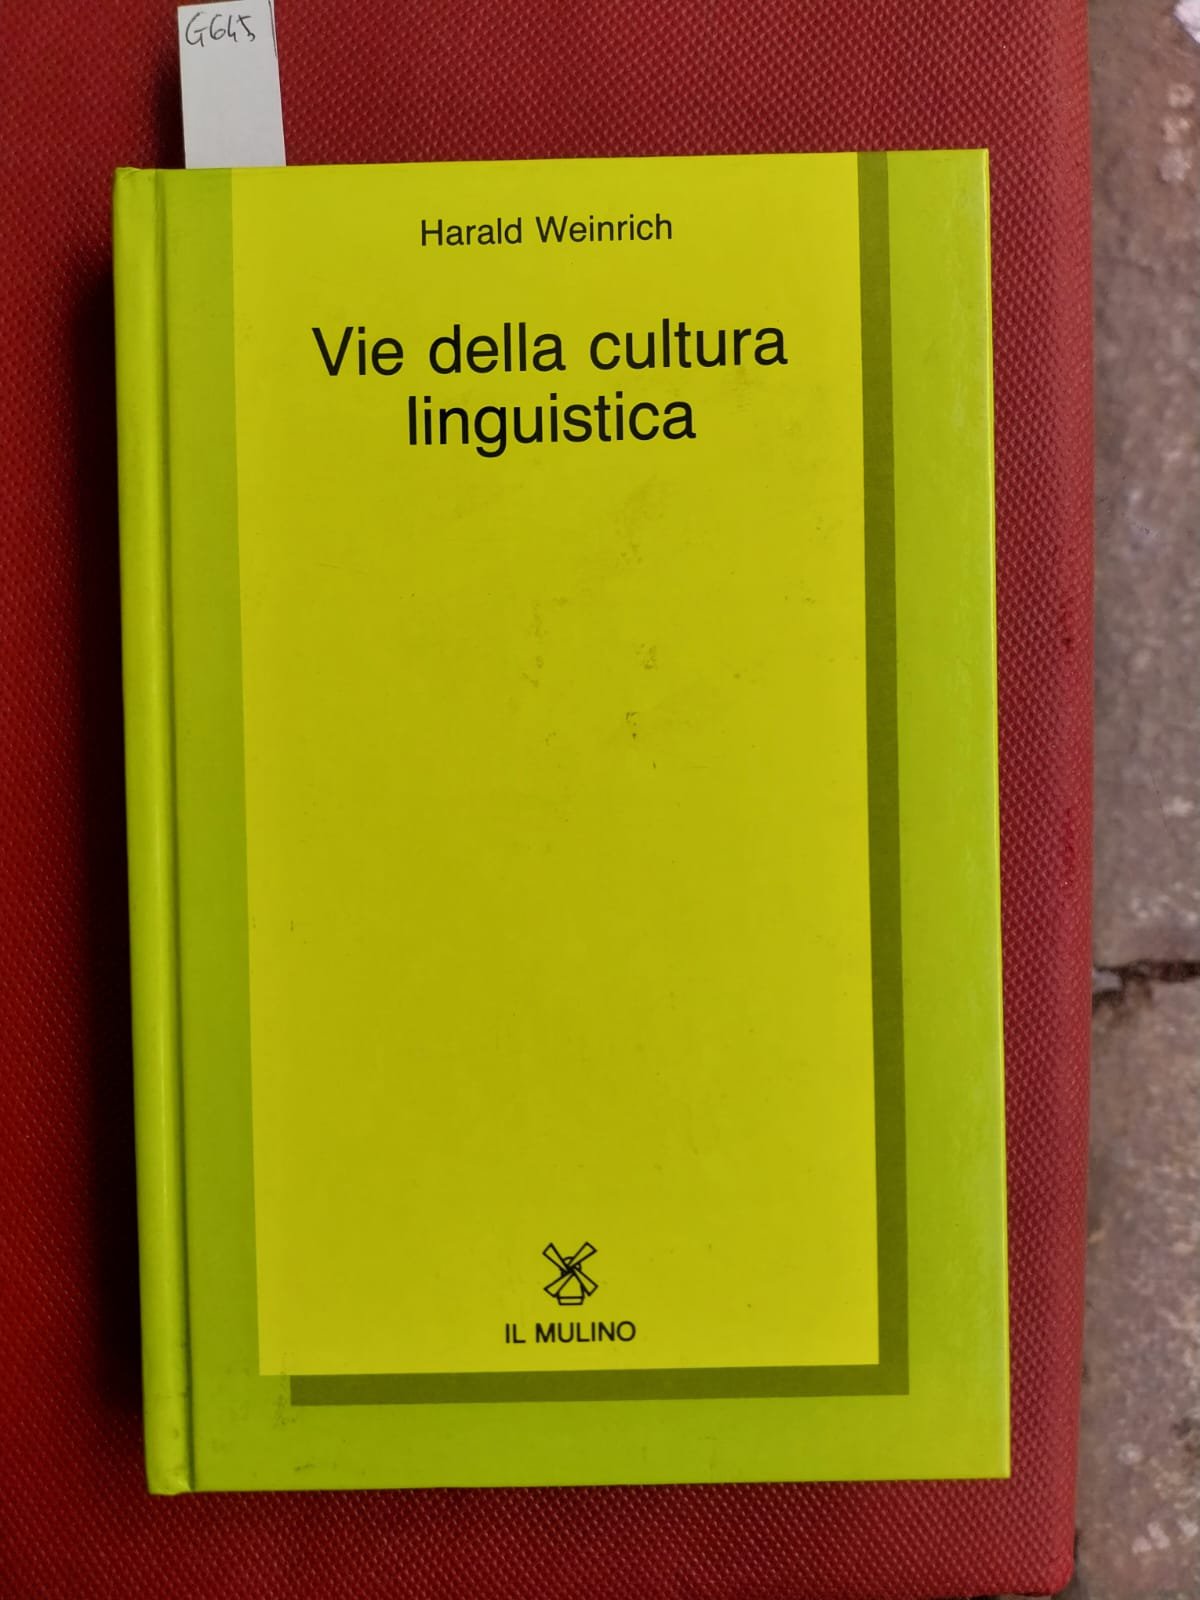 G645
Harald Weinrich
Vie della cultura
linguistica
IL MULINO